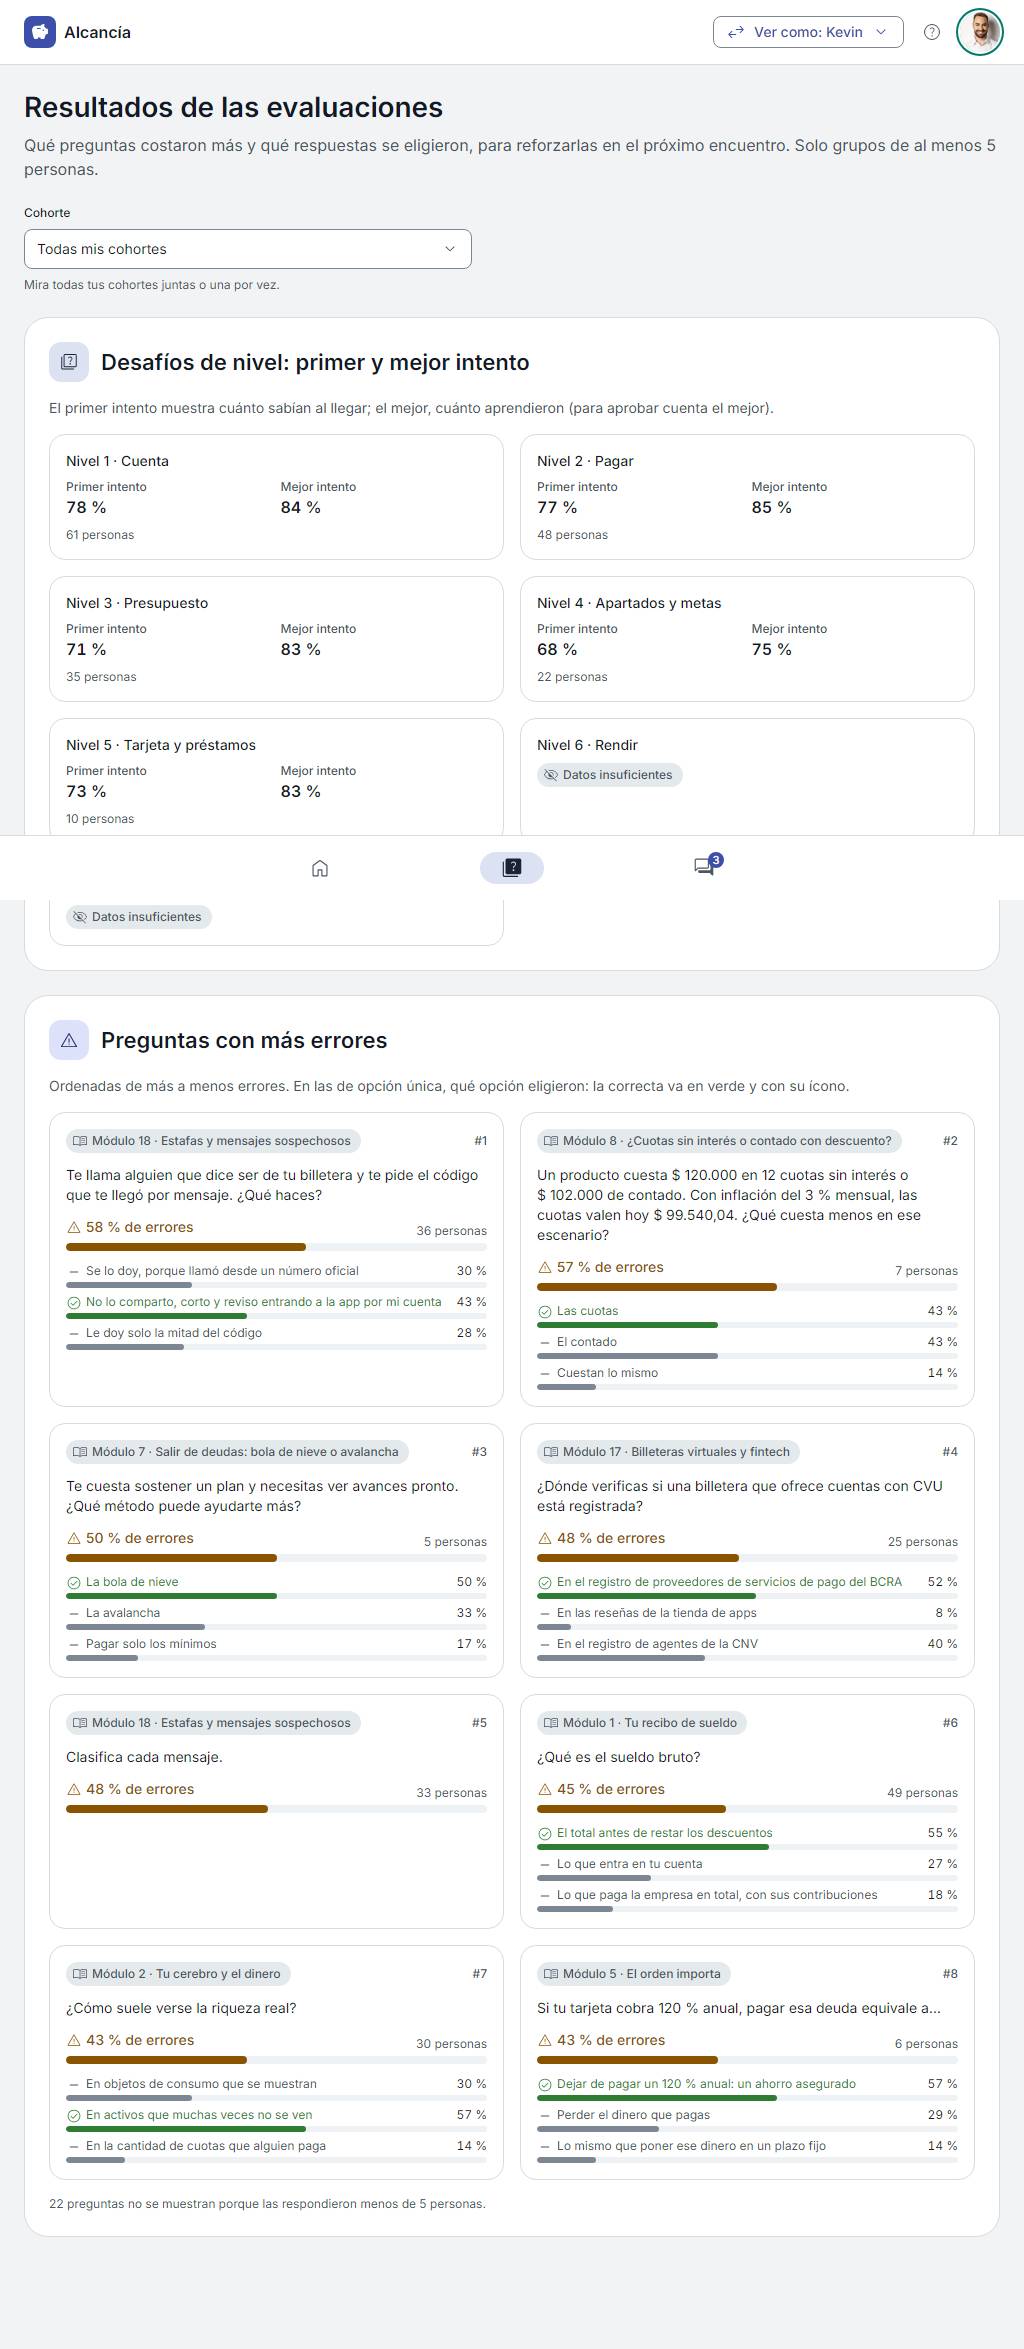 Alcancía
Ver como: Kevin
Resultados de las evaluaciones
Qué preguntas costaron más y qué respuestas se eligieron, para reforzarlas en el próximo encuentro. Solo grupos de al menos 5
personas.
Cohorte
Todas mis cohortes
Mira todas tus cohortes juntas o una por vez.
Desafíos de nivel: primer y mejor intento
El primer intento muestra cuánto sabían al llegar; el mejor, cuánto aprendieron (para aprobar cuenta el mejor).
Nivel 1 · Cuenta
Primer intento Mejor intento
78 % 84 %
61 personas
Nivel 2 · Pagar
Primer intento Mejor intento
77 % 85 %
48 personas
Nivel 3 · Presupuesto
Primer intento Mejor intento
71 % 83 %
35 personas
Nivel 4 · Apartados y metas
Primer intento Mejor intento
68 % 75 %
22 personas
Nivel 5 · Tarjeta y préstamos
Primer intento Mejor intento
73 % 83 %
10 personas
Nivel 6 · Rendir
Datos insuficientes
3
Datos insuficientes
Preguntas con más errores
Ordenadas de más a menos errores. En las de opción única, qué opción eligieron: la correcta va en verde y con su ícono.
Módulo 18 · Estafas y mensajes sospechosos #1
Te llama alguien que dice ser de tu billetera y te pide el código
que te llegó por mensaje. ¿Qué haces?
58 % de errores 36 personas
Se lo doy, porque llamó desde un número oficial 30 %
No lo comparto, corto y reviso entrando a la app por mi cuenta 43 %
Le doy solo la mitad del código 28 %
Módulo 8 · ¿Cuotas sin interés o contado con descuento? #2
Un producto cuesta $ 120.000 en 12 cuotas sin interés o
$ 102.000 de contado. Con inflación del 3 % mensual, las
cuotas valen hoy $ 99.540,04. ¿Qué cuesta menos en ese
escenario?
57 % de errores 7 personas
Las cuotas 43 %
El contado 43 %
Cuestan lo mismo 14 %
Módulo 7 · Salir de deudas: bola de nieve o avalancha #3
Te cuesta sostener un plan y necesitas ver avances pronto.
¿Qué método puede ayudarte más?
50 % de errores 5 personas
La bola de nieve 50 %
La avalancha 33 %
Pagar solo los mínimos 17 %
Módulo 17 · Billeteras virtuales y fintech #4
¿Dónde verificas si una billetera que ofrece cuentas con CVU
está registrada?
48 % de errores 25 personas
En el registro de proveedores de servicios de pago del BCRA 52 %
En las reseñas de la tienda de apps 8 %
En el registro de agentes de la CNV 40 %
Módulo 18 · Estafas y mensajes sospechosos #5
Clasifica cada mensaje.
48 % de errores 33 personas
Módulo 1 · Tu recibo de sueldo #6
¿Qué es el sueldo bruto?
45 % de errores 49 personas
El total antes de restar los descuentos 55 %
Lo que entra en tu cuenta 27 %
Lo que paga la empresa en total, con sus contribuciones 18 %
Módulo 2 · Tu cerebro y el dinero #7
¿Cómo suele verse la riqueza real?
43 % de errores 30 personas
En objetos de consumo que se muestran 30 %
En activos que muchas veces no se ven 57 %
En la cantidad de cuotas que alguien paga 14 %
Módulo 5 · El orden importa #8
Si tu tarjeta cobra 120 % anual, pagar esa deuda equivale a...
43 % de errores 6 personas
Dejar de pagar un 120 % anual: un ahorro asegurado 57 %
Perder el dinero que pagas 29 %
Lo mismo que poner ese dinero en un plazo fijo 14 %
22 preguntas no se muestran porque las respondieron menos de 5 personas.